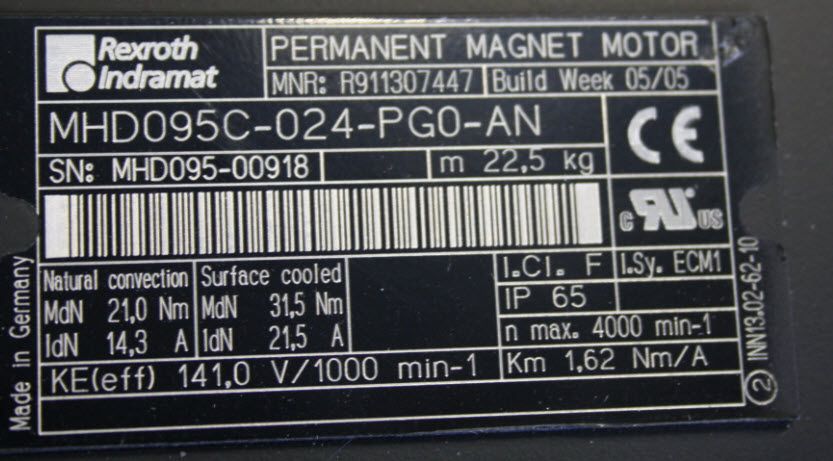 Rexroth
Indramat
PERMANENT MAGNET MOTOR
MNR: R911307447 Build Week 05/05
MHD095C-024-PG0-AN
CE
SN: MHD095-00918 m 22,5 kg
c RU US
Natural convection Surface cooled I.Cl. F I.Sy. ECM1
MdN 21,0 Nm MdN 31,5 Nm IP 65
IdN 14,3 A IdN 21,5 A n max. 4000 min-1
KE(eff) 141,0 V/1000 min-1 Km 1,62 Nm/A
Made in Germany
2 INN13.02-62-10